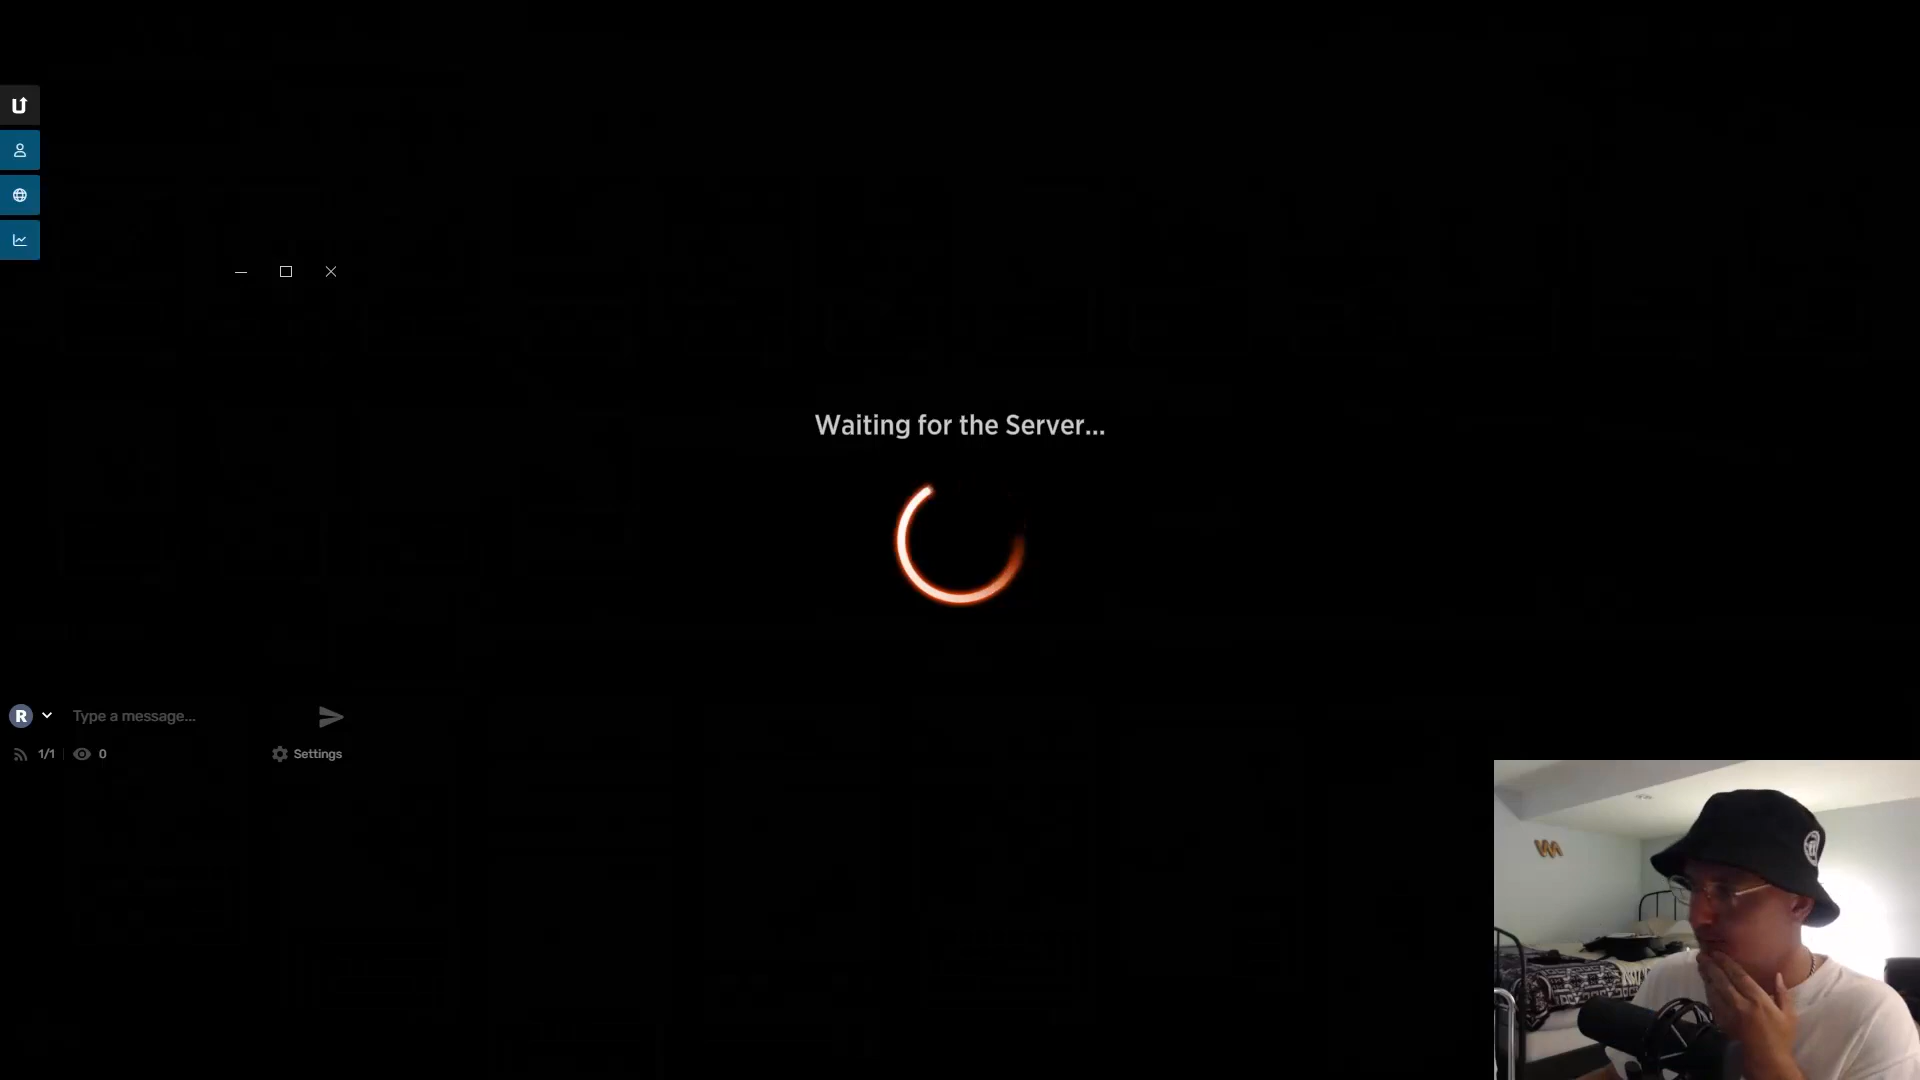 Waiting for the Server...
R
Type a message...
1/1
0
Settings